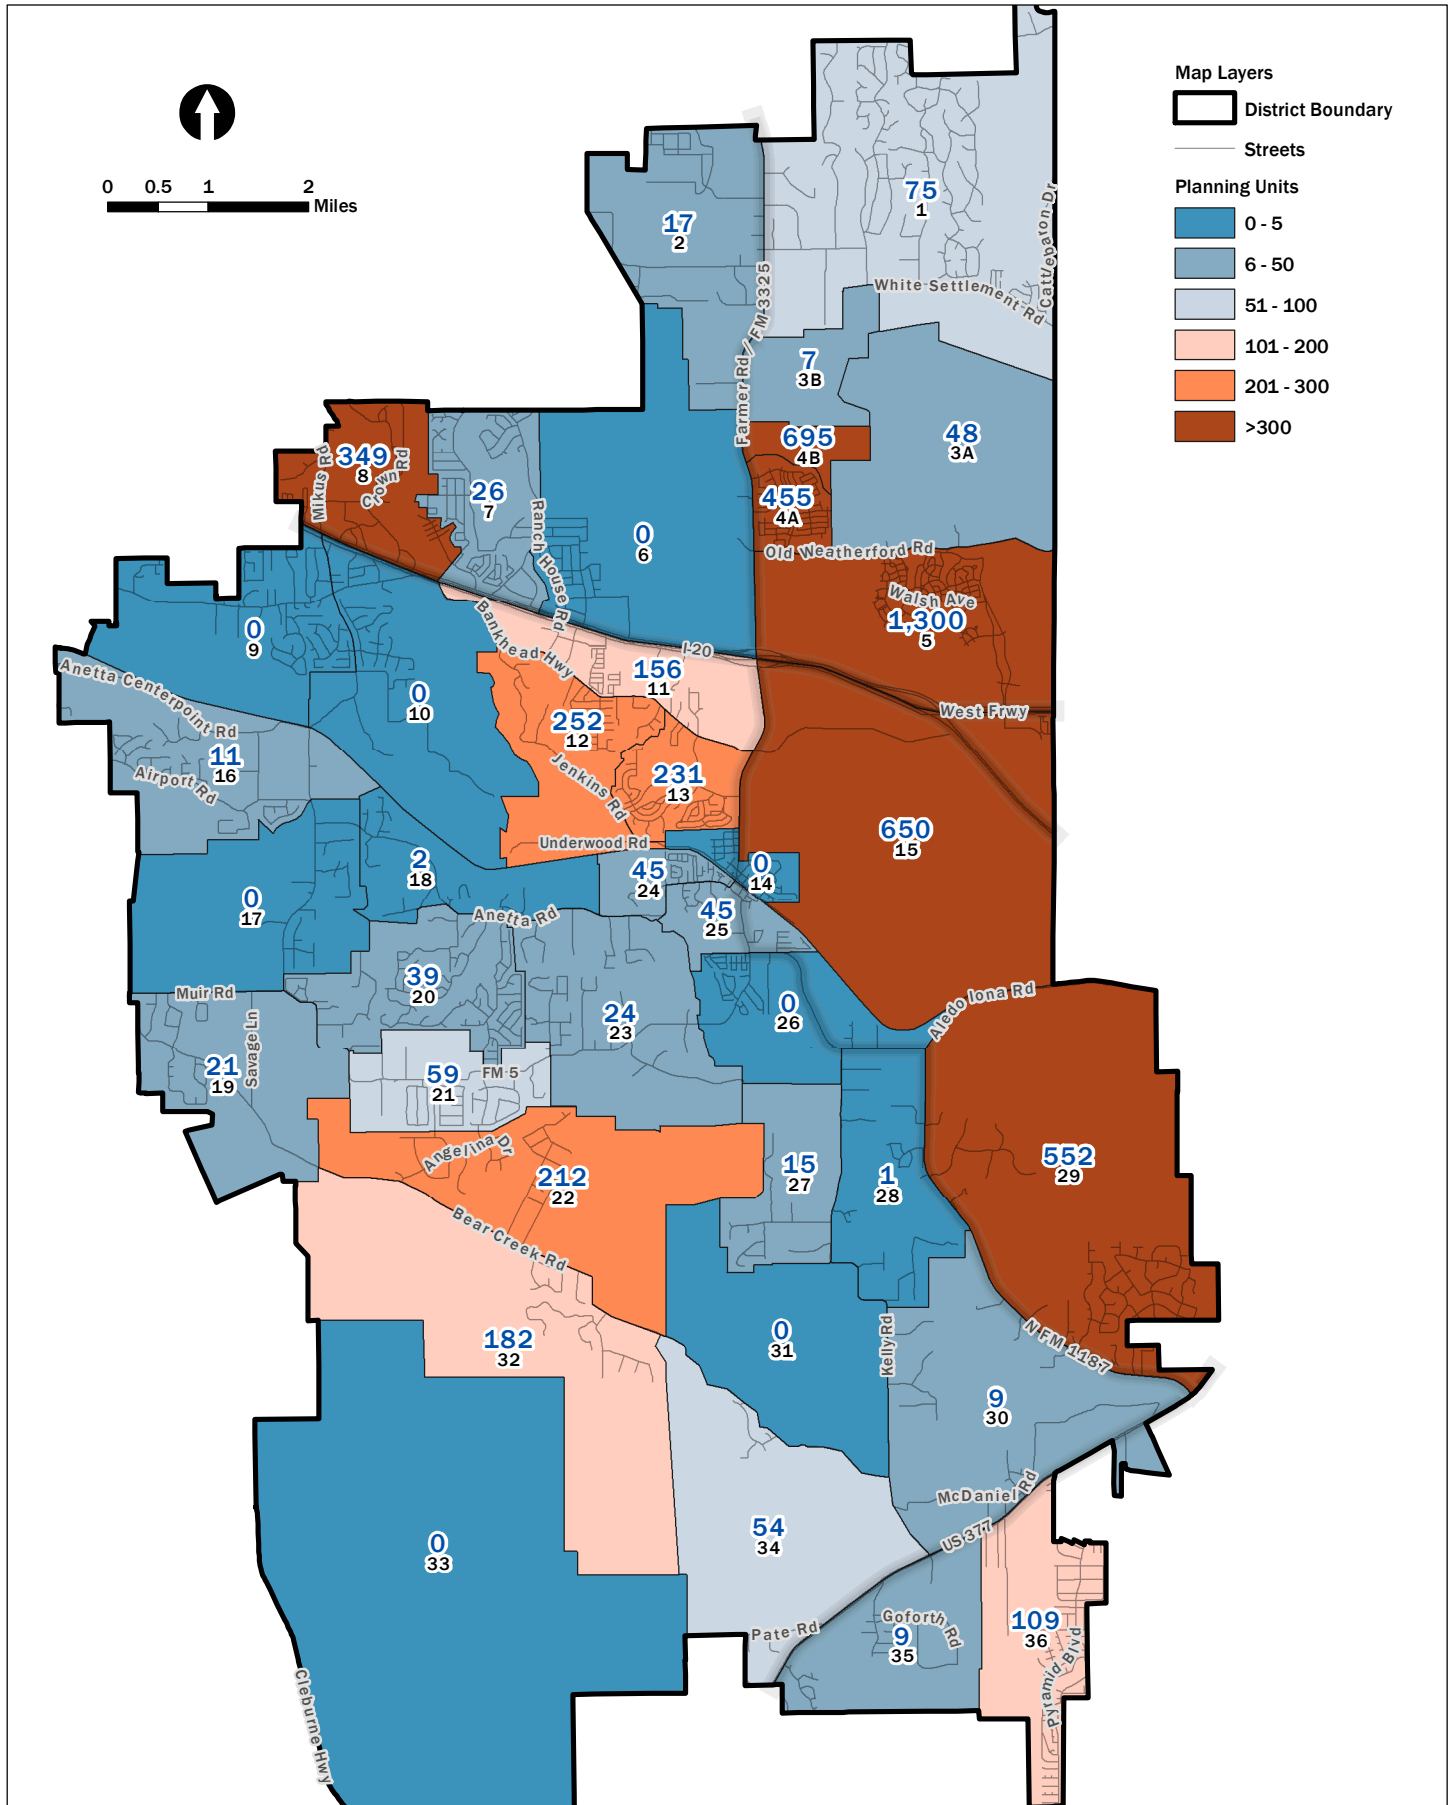 Map Layers
District Boundary
Streets
Planning Units
0 - 5
6 - 50
51 - 100
101 - 200
201 - 300
>300
0 0.5 1 2
Miles
75
1
17
2
Cattleparon Dr
White Settlement Rd
Farmer Rd / FM 3325
7
3B
48
3A
695
4B
455
4A
349
8
Mikus Rd
Crown Rd
26
7
Ranch House Rd
0
6
Old Weatherford Rd
Walsh Ave
1,300
5
0
9
Bankhead Hwy
I-20
156
11
West Frwy
Anetta Centerpoint Rd
0
10
252
12
11
16
Airport Rd
Jenkins Rd
231
13
650
15
Underwood Rd
2
18
45
24
0
14
0
17
45
25
Anetta Rd
39
20
Muir Rd
24
23
0
26
Aledo Iona Rd
Savage Ln
21
19
59
21
FM 5
Angelina Dr
212
22
15
27
1
28
552
29
Bear Creek Rd
182
32
0
31
Kelly Rd
N FM 1187
9
30
McDaniel Rd
US 377
0
33
54
34
Pate Rd
Goforth Rd
9
35
109
36
Pyramid Blvd
Cleburne Hwy